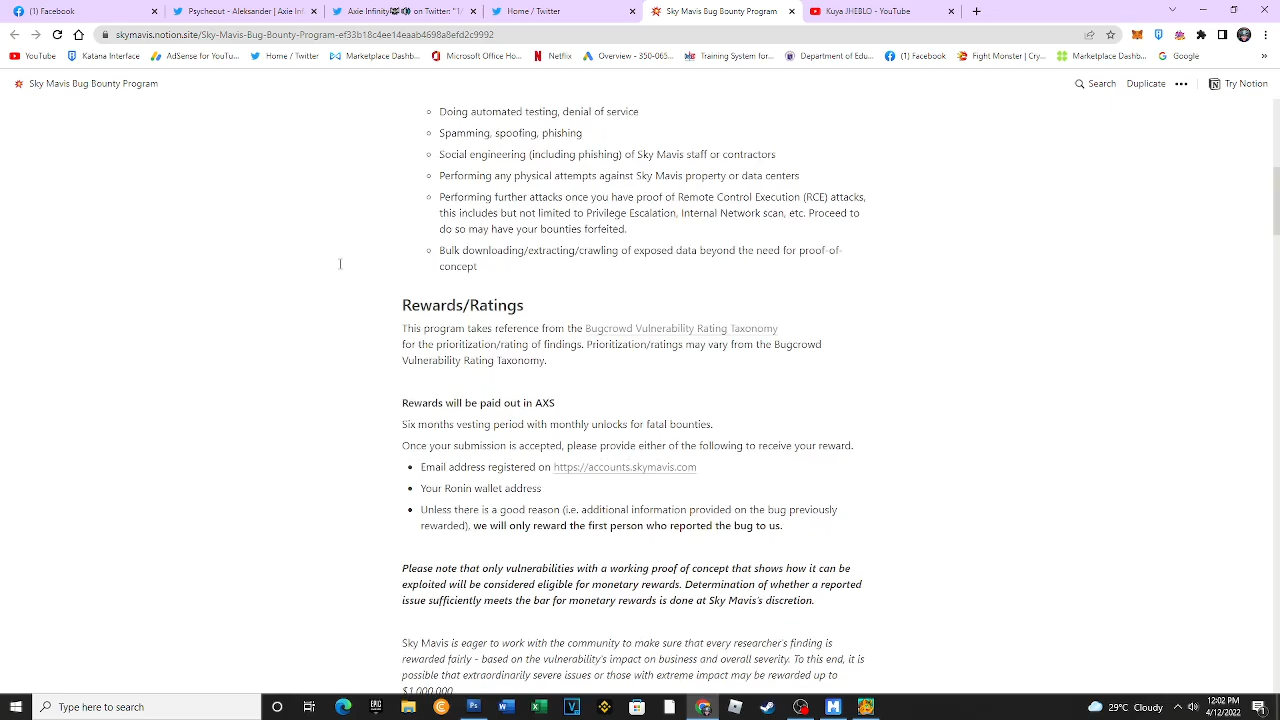 (1) Facebook
Psycheout - Aleksander | Axie Inf
Axie Infinity on Twitter: "1/
Home / Twitter
Sky Mavis Bug Bounty Program
Kuya JHEBLO - YouTube
skymavis.notion.site/Sky-Mavis-Bug-Bounty-Program-ef33b18c4ee14eaab4698a8efd2c9992
YouTube
Katana Interface
AdSense for YouTu...
Home / Twitter
Marketplace Dashb...
Microsoft Office Ho...
Netflix
Overview - 350-065...
Training System for...
Department of Edu...
(1) Facebook
Fight Monster | Cry...
Marketplace Dashb...
Google
Sky Mavis Bug Bounty Program
Search
Duplicate
Try Notion
Doing automated testing, denial of service
Spamming, spoofing, phishing
Social engineering (including phishing) of Sky Mavis staff or contractors
Performing any physical attempts against Sky Mavis property or data centers
Performing further attacks once you have proof of Remote Control Execution (RCE) attacks,
this includes but not limited to Privilege Escalation, Internal Network scan, etc. Proceed to
do so may have your bounties forfeited.
Bulk downloading/extracting/crawling of exposed data beyond the need for proof-of-
concept
Rewards/Ratings
This program takes reference from the Bugcrowd Vulnerability Rating Taxonomy
for the prioritization/rating of findings. Prioritization/ratings may vary from the Bugcrowd
Vulnerability Rating Taxonomy.
Rewards will be paid out in AXS
Six months vesting period with monthly unlocks for fatal bounties.
Once your submission is accepted, please provide either of the following to receive your reward.
Email address registered on https://accounts.skymavis.com
Your Ronin wallet address
Unless there is a good reason (i.e. additional information provided on the bug previously
rewarded), we will only reward the first person who reported the bug to us.
Please note that only vulnerabilities with a working proof of concept that shows how it can be
exploited will be considered eligible for monetary rewards. Determination of whether a reported
issue sufficiently meets the bar for monetary rewards is done at Sky Mavis's discretion.
Sky Mavis is eager to work with the community to make sure that every researcher's finding is
rewarded fairly - based on the vulnerability's impact on business and overall severity. To this end, it is
possible that extraordinarily severe issues or those with extreme impact may be rewarded up to
$1,000,000
Type here to search
29°C Cloudy
12:02 PM
4/12/2022